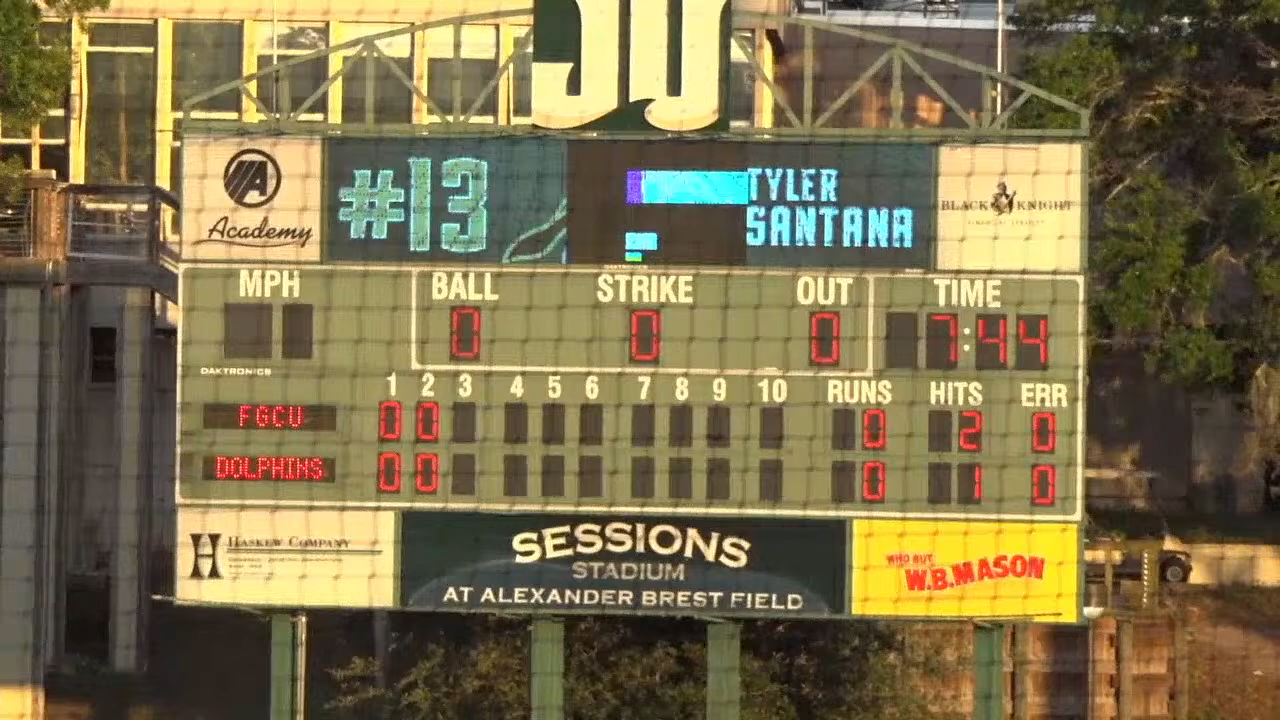 JU
A
Academy
#13
TYLER
SANTANA
BLACK KNIGHT
MPH BALL STRIKE OUT TIME
0 0 0 7:44
DAKTRONICS
1 2 3 4 5 6 7 8 9 10 RUNS HITS ERR
FGCU 0 0 0 2 0
DOLPHINS 0 0 0 1 0
H HASKEW COMPANY
SESSIONS
STADIUM
AT ALEXANDER BREST FIELD
WHO BUT
W.B.MASON